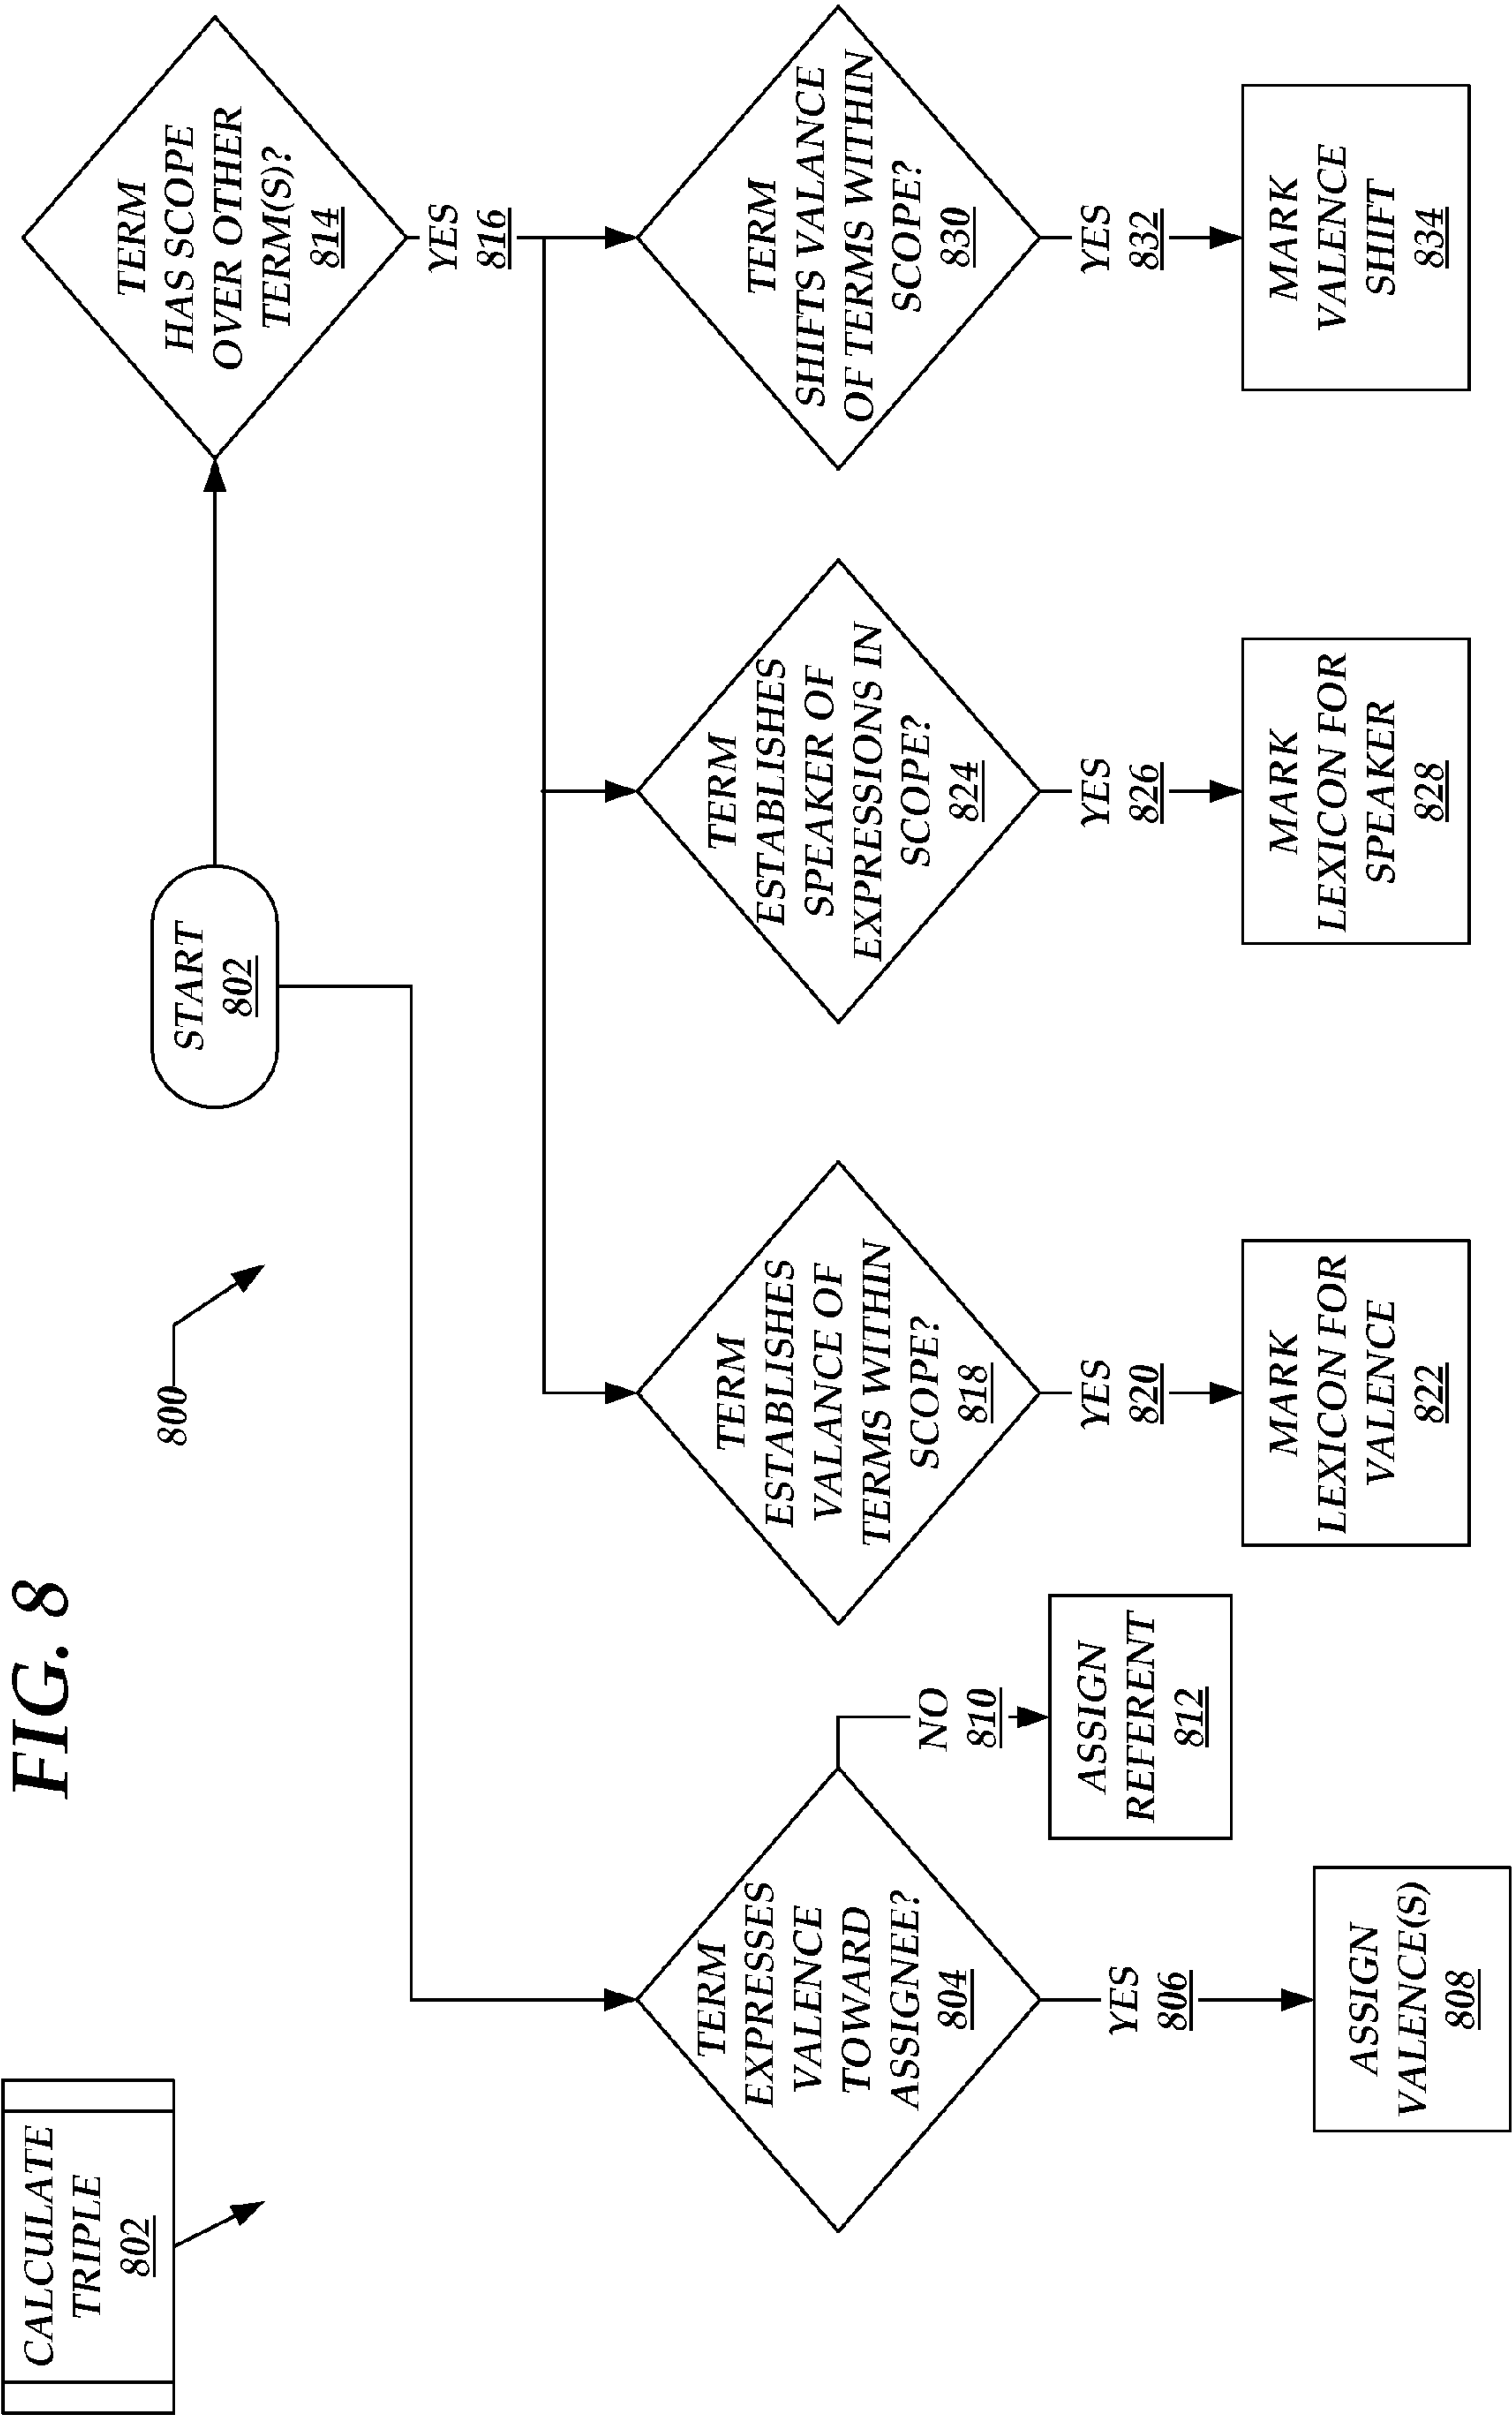 FIG. 8
CALCULATE
TRIPLE
802
800
START
802
TERM
EXPRESSES
VALENCE
TOWARD
ASSIGNEE?
804
YES
806
ASSIGN
VALENCE(S)
808
NO
810
ASSIGN
REFERENT
812
TERM
HAS SCOPE
OVER OTHER
TERM(S)?
814
YES
816
TERM
ESTABLISHES
VALANCE OF
TERMS WITHIN
SCOPE?
818
YES
820
MARK
LEXICON FOR
VALENCE
822
TERM
ESTABLISHES
SPEAKER OF
EXPRESSIONS IN
SCOPE?
824
YES
826
MARK
LEXICON FOR
SPEAKER
828
TERM
SHIFTS VALANCE
OF TERMS WITHIN
SCOPE?
830
YES
832
MARK
VALENCE
SHIFT
834